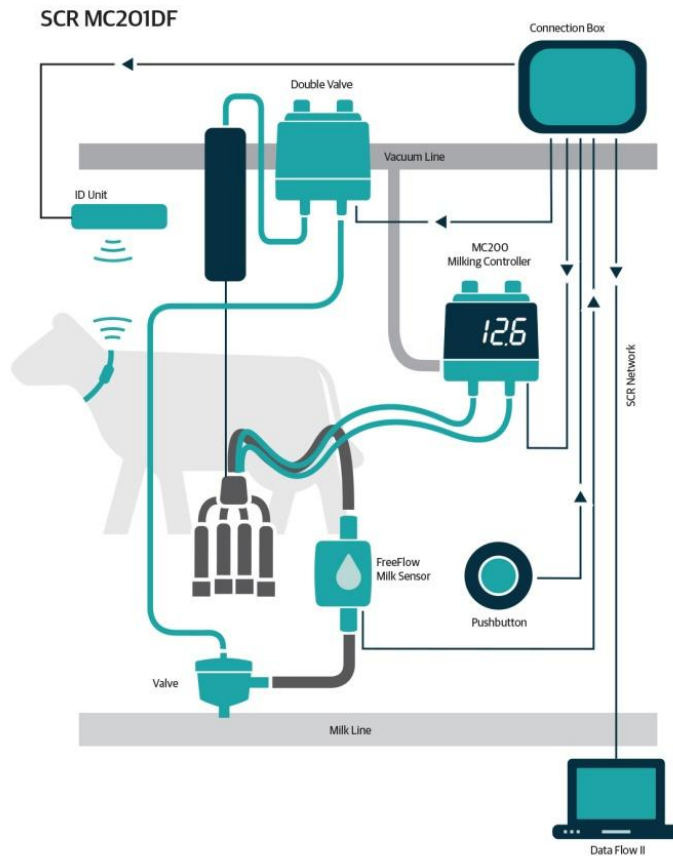 SCR MC201DF
Connection Box
Double Valve
Vacuum Line
ID Unit
MC200
Milking Controller
12.6
SCR Network
FreeFlow
Milk Sensor
Pushbutton
Valve
Milk Line
Data Flow II